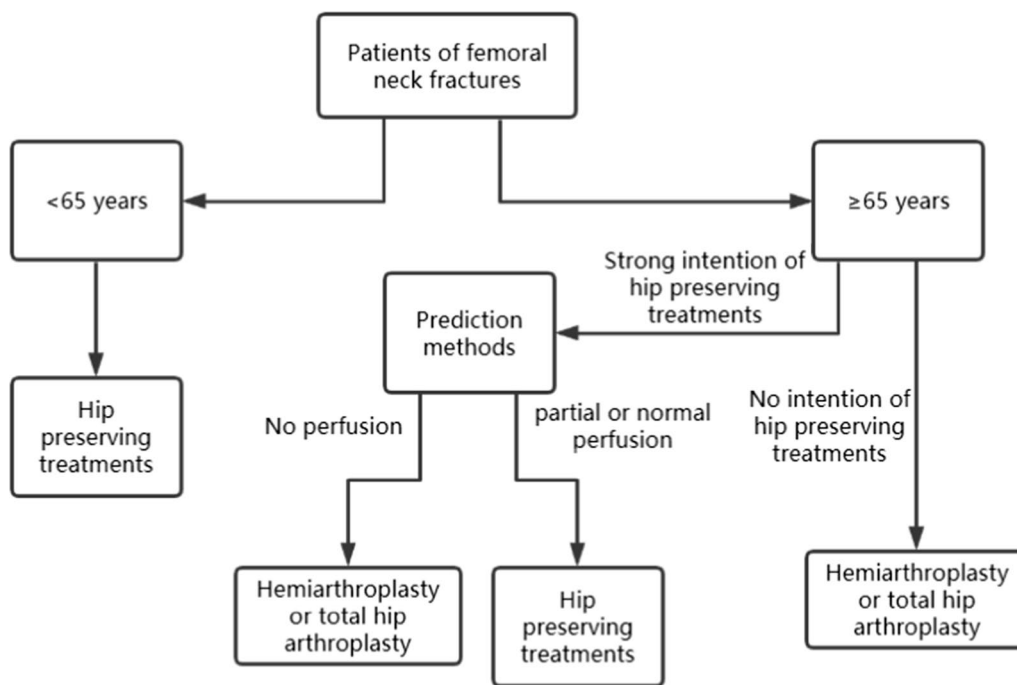 Patients of femoral
neck fractures
<65 years
≥65 years
Strong intention of
hip preserving
treatments
Prediction
methods
No perfusion
partial or normal
perfusion
No intention of
hip preserving
treatments
Hip
preserving
treatments
Hemiarthroplasty
or total hip
arthroplasty
Hip
preserving
treatments
Hemiarthroplasty
or total hip
arthroplasty